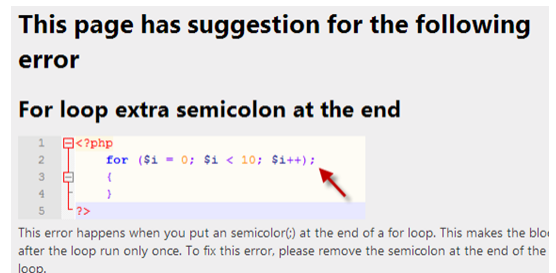 This page has suggestion for the following
error
For loop extra semicolon at the end
1 <?php
2 for ($i = 0; $i < 10; $i++);
3 {
4 }
5 ?>
This error happens when you put an semicolor(;) at the end of a for loop. This makes the blo
after the loop run only once. To fix this error, please remove the semicolon at the end of the
loop.